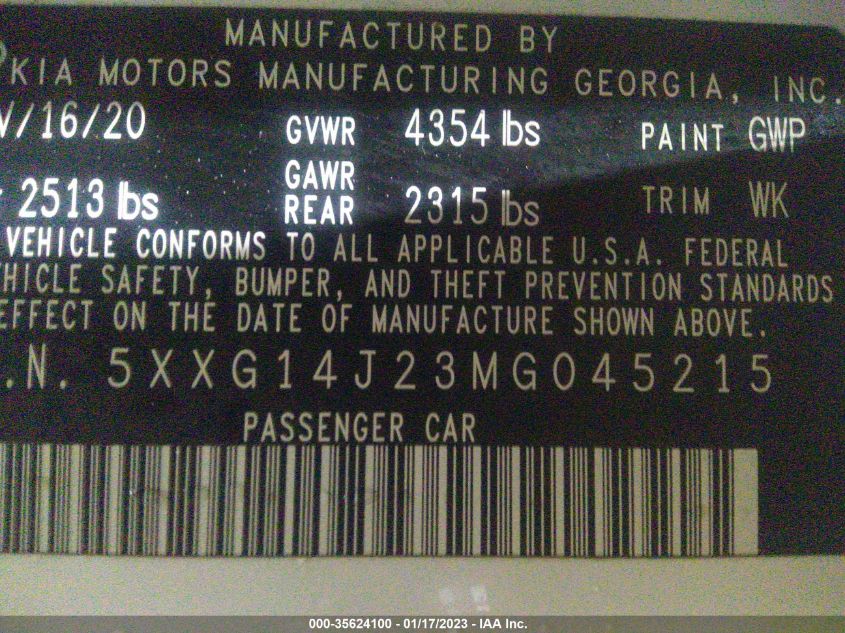 MANUFACTURED BY
KIA MOTORS MANUFACTURING GEORGIA, INC.
/16/20 GVWR 4354 lbs PAINT GWP
2513 lbs GAWR REAR 2315 lbs TRIM WK
VEHICLE CONFORMS TO ALL APPLICABLE U.S.A. FEDERAL
HICLE SAFETY, BUMPER, AND THEFT PREVENTION STANDARDS
EFFECT ON THE DATE OF MANUFACTURE SHOWN ABOVE.
.N. 5XXG14J23MG045215
PASSENGER CAR
000-35624100 - 01/17/2023 - IAA Inc.